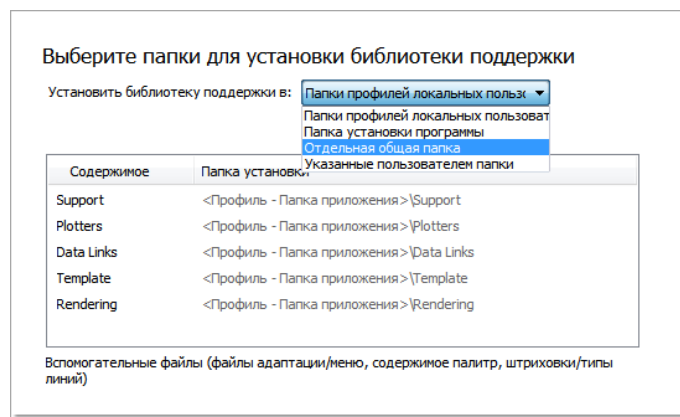 Выберите папки для установки библиотеки поддержки
Установить библиотеку поддержки в: Папки профилей локальных польз
Папки профилей локальных пользоват
Папка установки программы
Отдельная общая папка
Указанные пользователем папки
Содержимое Папка установки
Support <Профиль - Папка приложения>\Support
Plotters <Профиль - Папка приложения>\Plotters
Data Links <Профиль - Папка приложения>\Data Links
Template <Профиль - Папка приложения>\Template
Rendering <Профиль - Папка приложения>\Rendering
Вспомогательные файлы (файлы адаптации/меню, содержимое палитр, штриховки/типы
линий)